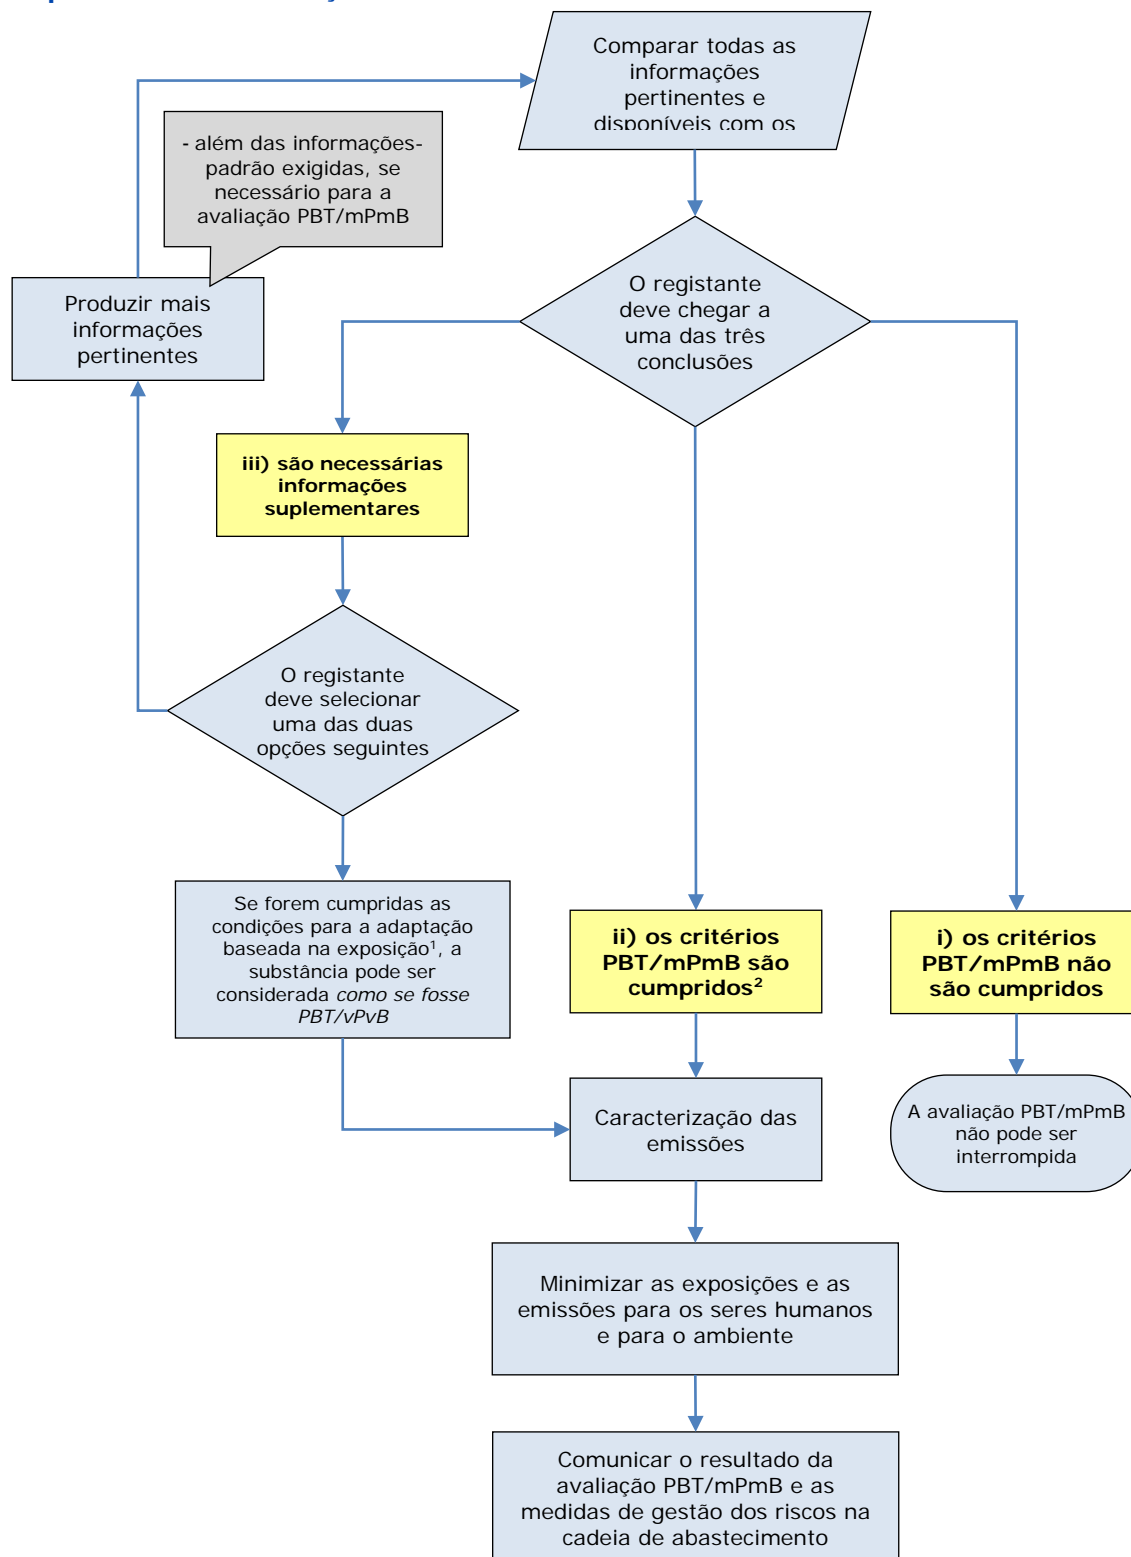 Comparar todas as
informações
pertinentes e
disponíveis com os
- além das informações-
padrão exigidas, se
necessário para a
avaliação PBT/mPmB
Produzir mais
informações
pertinentes
O registante
deve chegar a
uma das três
conclusões
iii) são necessárias
informações
suplementares
O registante
deve selecionar
uma das duas
opções seguintes
Se forem cumpridas as
condições para a adaptação
baseada na exposição¹, a
substância pode ser
considerada como se fosse
PBT/vPvB
ii) os critérios
PBT/mPmB são
cumpridos²
i) os critérios
PBT/mPmB não
são cumpridos
Caracterização das
emissões
A avaliação PBT/mPmB
não pode ser
interrompida
Minimizar as exposições e as
emissões para os seres humanos
e para o ambiente
Comunicar o resultado da
avaliação PBT/mPmB e as
medidas de gestão dos riscos na
cadeia de abastecimento